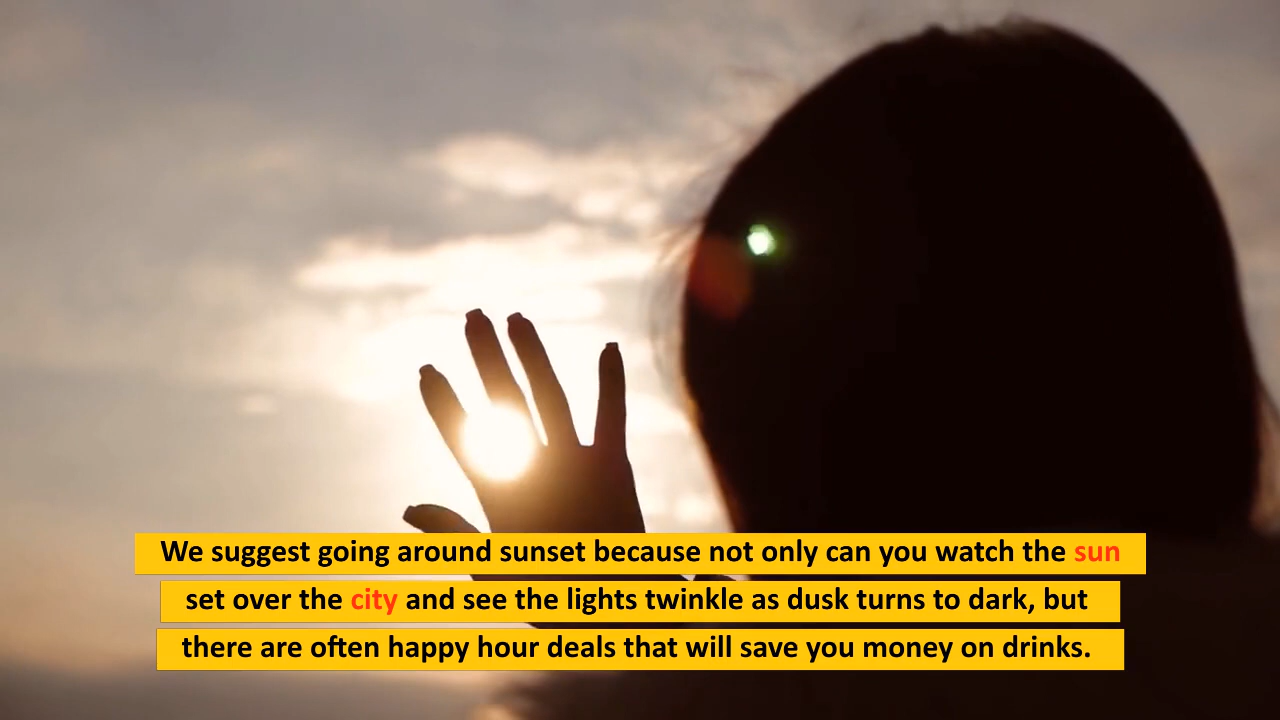 We suggest going around sunset because not only can you watch the sun
set over the city and see the lights twinkle as dusk turns to dark, but
there are often happy hour deals that will save you money on drinks.